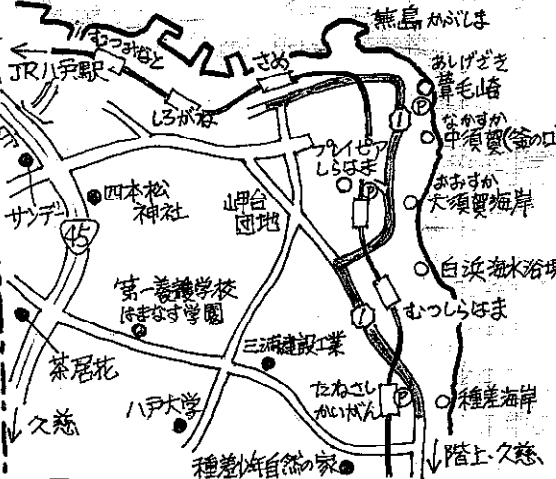 蕪島 かぶしま
むつみなと
JR八戸駅
さめ
あしげざき
葦毛崎
P
しろがね
1
なかすか
中須賀(釜の口
プレイピア
しらはま
P
サンデー
四本松
神社
岬台
団地
おおすか
大須賀海岸
45
白浜海水浴場
第一養護学校
はまなす学園
1
むつしらはま
三浦建設工業
茶居花
たねさし
かいがん
P
種差海岸
八戸大学
久慈
種差少年自然の家
階上・久慈